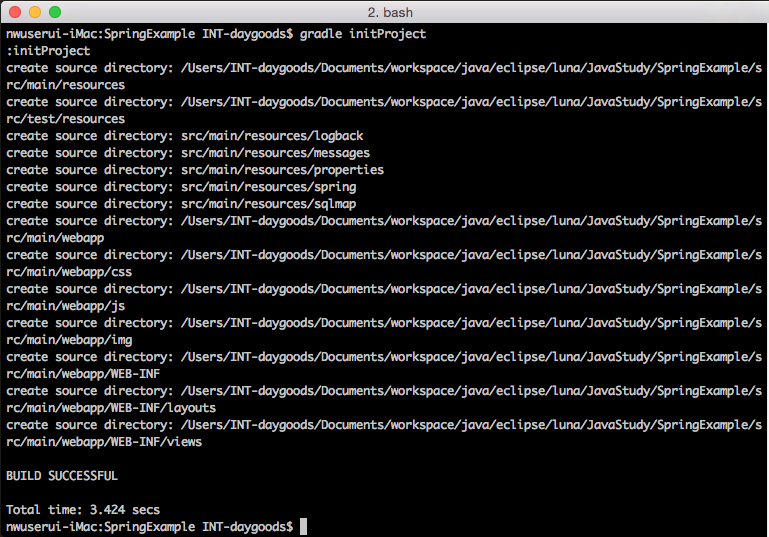 2. bash
nwuserui-iMac:SpringExample INT-daygoods$ gradle initProject
:initProject
create source directory: /Users/INT-daygoods/Documents/workspace/java/eclipse/luna/JavaStudy/SpringExample/s
rc/main/resources
create source directory: /Users/INT-daygoods/Documents/workspace/java/eclipse/luna/JavaStudy/SpringExample/s
rc/test/resources
create source directory: src/main/resources/logback
create source directory: src/main/resources/messages
create source directory: src/main/resources/properties
create source directory: src/main/resources/spring
create source directory: src/main/resources/sqlmap
create source directory: /Users/INT-daygoods/Documents/workspace/java/eclipse/luna/JavaStudy/SpringExample/s
rc/main/webapp
create source directory: /Users/INT-daygoods/Documents/workspace/java/eclipse/luna/JavaStudy/SpringExample/s
rc/main/webapp/css
create source directory: /Users/INT-daygoods/Documents/workspace/java/eclipse/luna/JavaStudy/SpringExample/s
rc/main/webapp/js
create source directory: /Users/INT-daygoods/Documents/workspace/java/eclipse/luna/JavaStudy/SpringExample/s
rc/main/webapp/img
create source directory: /Users/INT-daygoods/Documents/workspace/java/eclipse/luna/JavaStudy/SpringExample/s
rc/main/webapp/WEB-INF
create source directory: /Users/INT-daygoods/Documents/workspace/java/eclipse/luna/JavaStudy/SpringExample/s
rc/main/webapp/WEB-INF/layouts
create source directory: /Users/INT-daygoods/Documents/workspace/java/eclipse/luna/JavaStudy/SpringExample/s
rc/main/webapp/WEB-INF/views
BUILD SUCCESSFUL
Total time: 3.424 secs
nwuserui-iMac:SpringExample INT-daygoods$